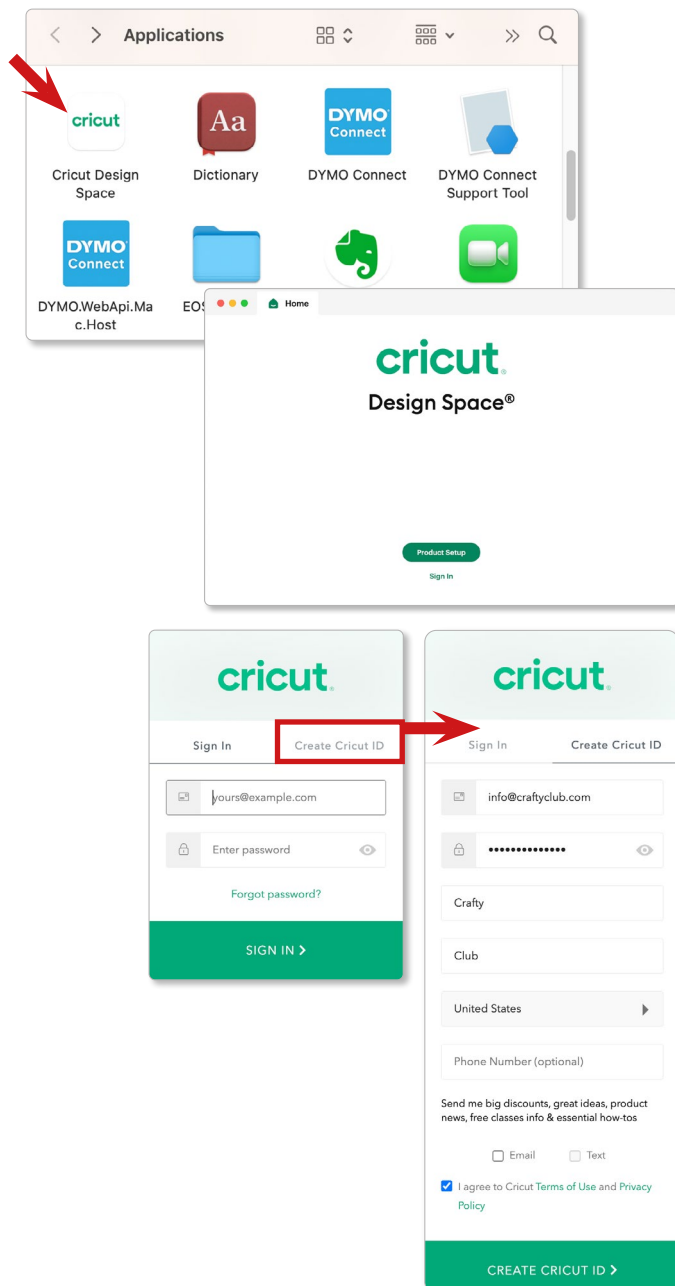 Applications
cricut
Aa
DYMO
Connect
Cricut Design
Space
Dictionary
DYMO Connect
DYMO Connect
Support Tool
DYMO
Connect
DYMO.WebApi.Ma
c.Host
EOS
Home
cricut®
Design Space®
Product Setup
Sign In
cricut®
Sign In Create Cricut ID
yours@example.com
Enter password
Forgot password?
SIGN IN >
cricut®
Sign In Create Cricut ID
info@craftyclub.com
••••••••••••••
Crafty
Club
United States
Phone Number (optional)
Send me big discounts, great ideas, product
news, free classes info & essential how-tos
Email Text
I agree to Cricut Terms of Use and Privacy
Policy
CREATE CRICUT ID >